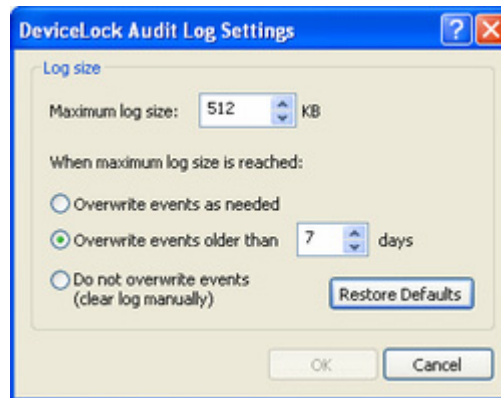 DeviceLock Audit Log Settings
Log size
Maximum log size: 512 KB
When maximum log size is reached:
Overwrite events as needed
Overwrite events older than 7 days
Do not overwrite events
(clear log manually)
Restore Defaults
OK Cancel